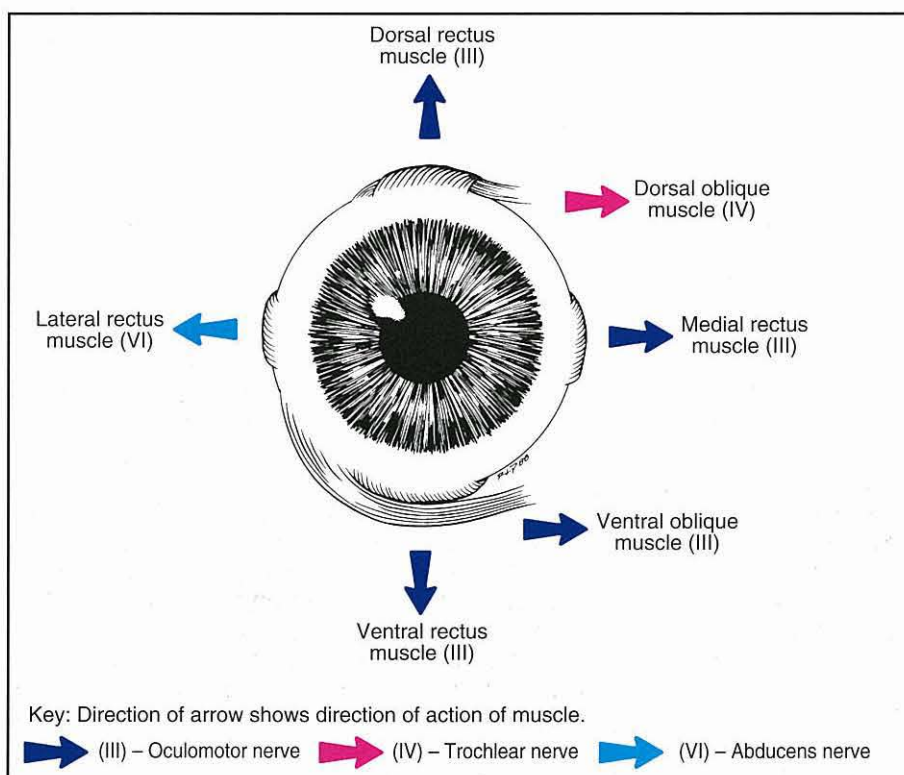 Dorsal rectus
muscle (III)
Dorsal oblique
muscle (IV)
Lateral rectus
muscle (VI)
Medial rectus
muscle (III)
Ventral oblique
muscle (III)
Ventral rectus
muscle (III)
Key: Direction of arrow shows direction of action of muscle.
(III) – Oculomotor nerve (IV) – Trochlear nerve (VI) – Abducens nerve